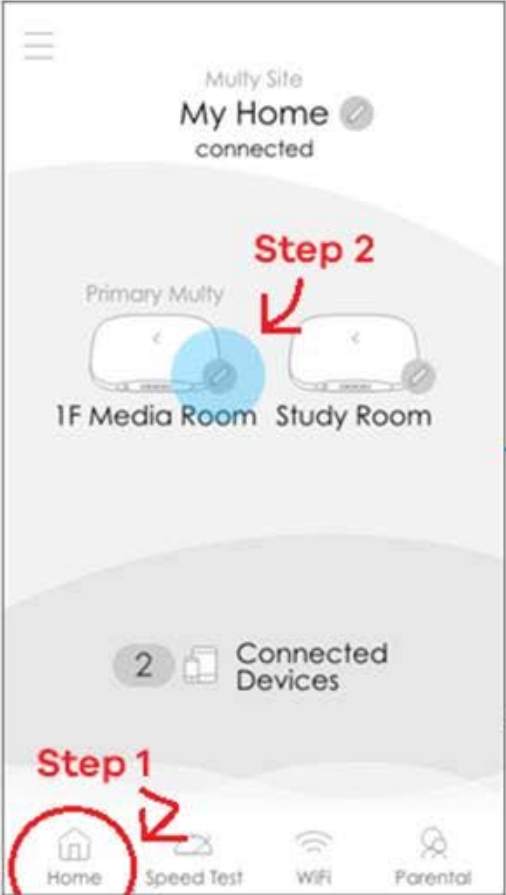 Multy Site
My Home
connected
Step 2
Primary Multy
1F Media Room Study Room
2 Connected
Devices
Step 1
Home Speed Test WiFi Parental